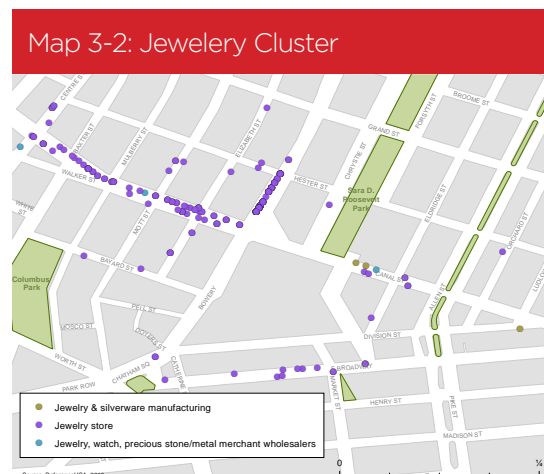 Map 3-2: Jewelery Cluster
CENTRE ST
BROOME ST
FORSYTH ST
BAXTER ST
MULBERRY ST
ELIZABETH ST
GRAND ST
CHRYSTIE ST
WALKER ST
HESTER ST
Sara D.
Roosevelt
Park
ELDRIDGE ST
WHITE
ST
MOTT ST
ORCHARD ST
BAYARD ST
CANAL ST
Columbus
Park
LUDLO
BOWERY
ALLEN ST
PELL ST
MOSCO ST
DOYERS ST
DIVISION ST
WORTH ST
CHATHAM SQ
CATHERINE
BROADWAY
PARK ROW
MARKET ST
HENRY ST
PIKE ST
MADISON ST
Jewelry & silverware manufacturing
Jewelry store
Jewelry, watch, precious stone/metal merchant wholesalers
0
¼